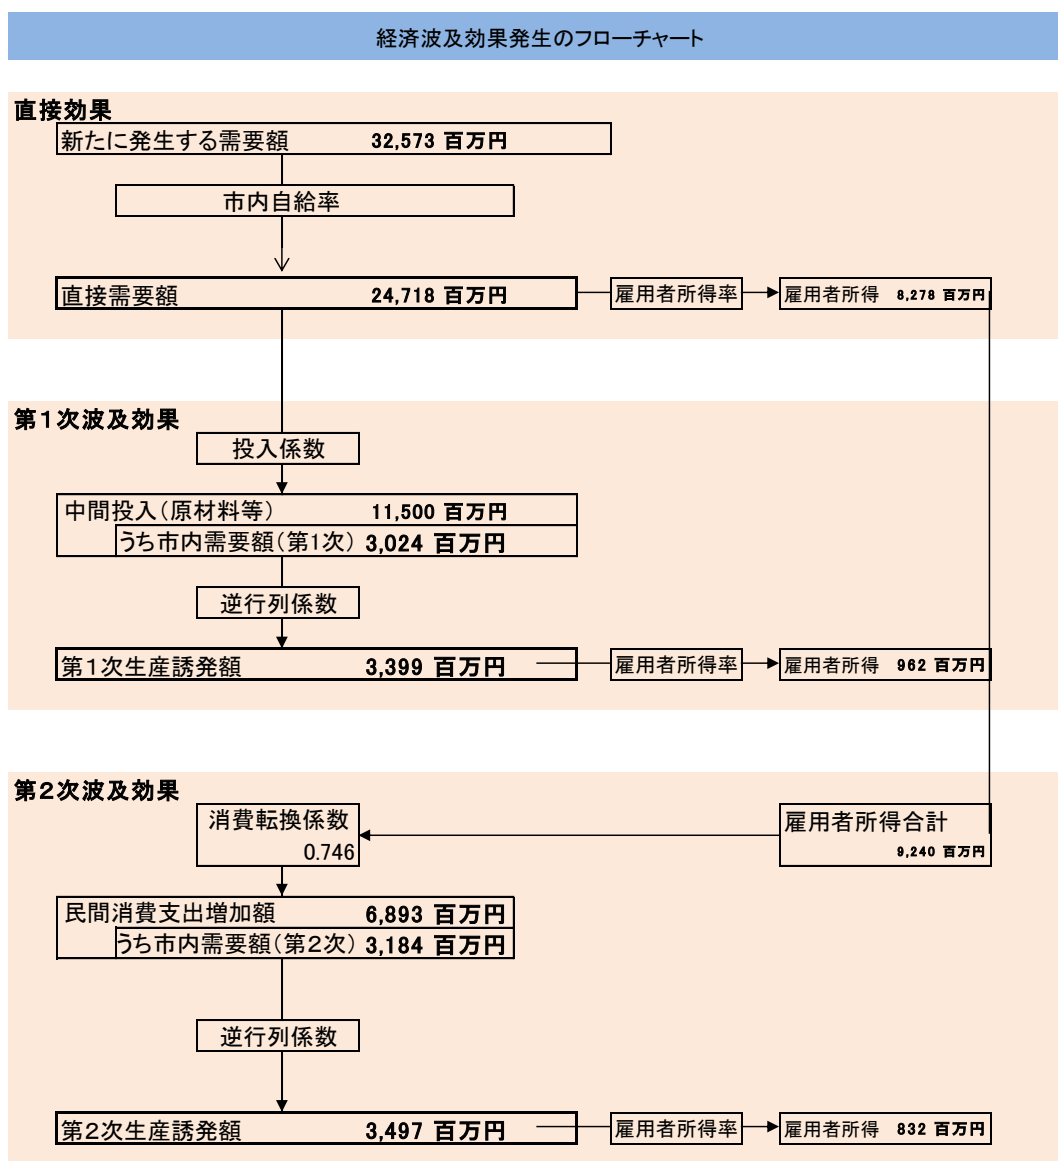 経済波及効果発生のフローチャート
直接効果
新たに発生する需要額 32,573 百万円
市内自給率
直接需要額 24,718 百万円 雇用者所得率 雇用者所得 8,278 百万円
第1次波及効果
投入係数
中間投入(原材料等) 11,500 百万円
うち市内需要額(第1次) 3,024 百万円
逆行列係数
第1次生産誘発額 3,399 百万円 雇用者所得率 雇用者所得 962 百万円
第2次波及効果
消費転換係数 雇用者所得合計
0.746 9,240 百万円
民間消費支出増加額 6,893 百万円
うち市内需要額(第2次) 3,184 百万円
逆行列係数
第2次生産誘発額 3,497 百万円 雇用者所得率 雇用者所得 832 百万円